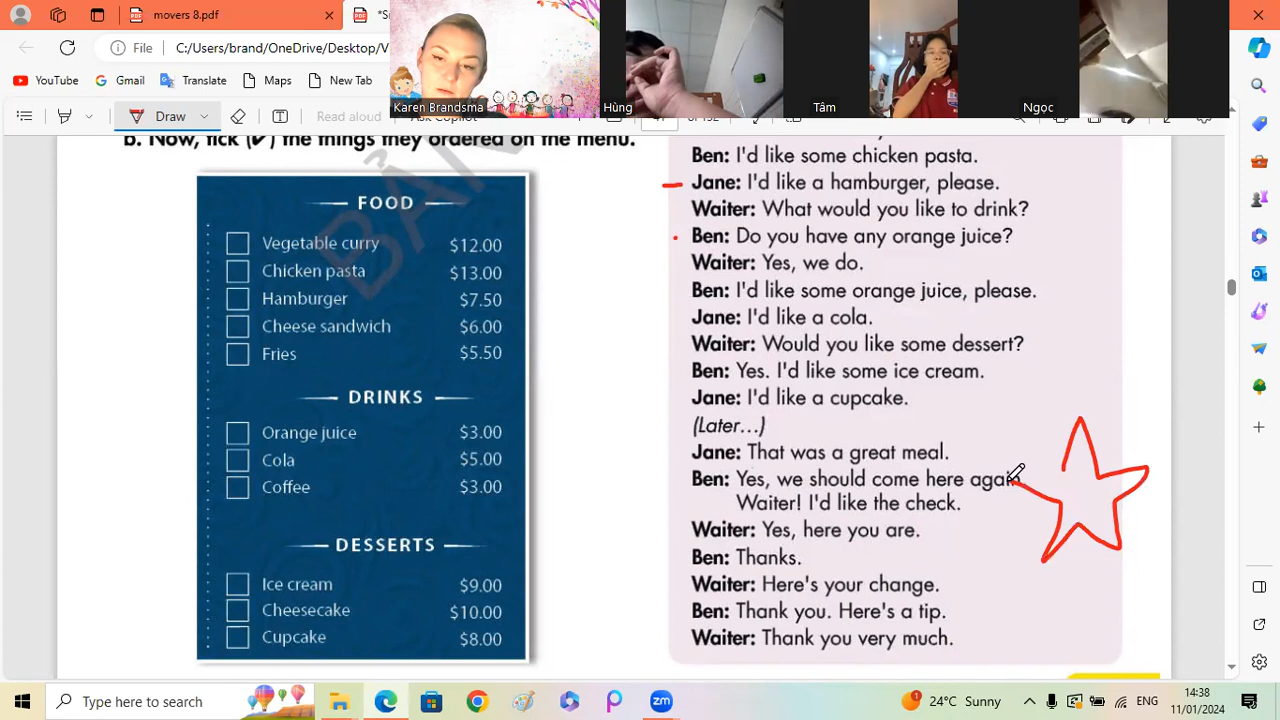 movers 8.pdf
File
C:/Users/brand/OneDrive/Desktop/V
YouTube
Gmail
Translate
Maps
New Tab
Karen Brandsma
Hùng
Tâm
Ngọc
Draw
Read aloud
b. Now, tick (✔) the things they ordered on the menu.
BẢN
FOOD
Vegetable curry $12.00
Chicken pasta $13.00
Hamburger $7.50
Cheese sandwich $6.00
Fries $5.50
DRINKS
Orange juice $3.00
Cola $5.00
Coffee $3.00
DESSERTS
Ice cream $9.00
Cheesecake $10.00
Cupcake $8.00
Ben: I'd like some chicken pasta.
Jane: I'd like a hamburger, please.
Waiter: What would you like to drink?
Ben: Do you have any orange juice?
Waiter: Yes, we do.
Ben: I'd like some orange juice, please.
Jane: I'd like a cola.
Waiter: Would you like some dessert?
Ben: Yes. I'd like some ice cream.
Jane: I'd like a cupcake.
(Later...)
Jane: That was a great meal.
Ben: Yes, we should come here again.
Waiter! I'd like the check.
Waiter: Yes, here you are.
Ben: Thanks.
Waiter: Here's your change.
Ben: Thank you. Here's a tip.
Waiter: Thank you very much.
Type here to search
24°C Sunny
ENG
14:38
11/01/2024